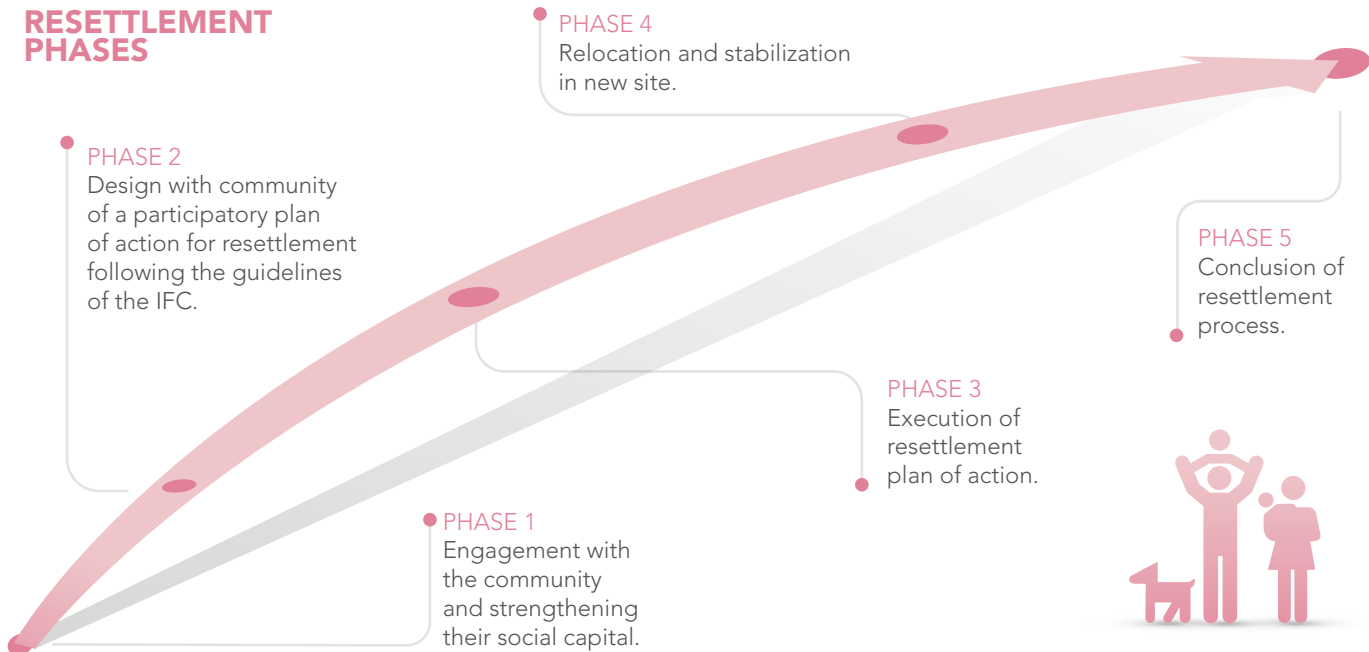 RESETTLEMENT
PHASES
PHASE 1
Engagement with
the community
and strengthening
their social capital.
PHASE 2
Design with community
of a participatory plan
of action for resettlement
following the guidelines
of the IFC.
PHASE 3
Execution of
resettlement
plan of action.
PHASE 4
Relocation and stabilization
in new site.
PHASE 5
Conclusion of
resettlement
process.